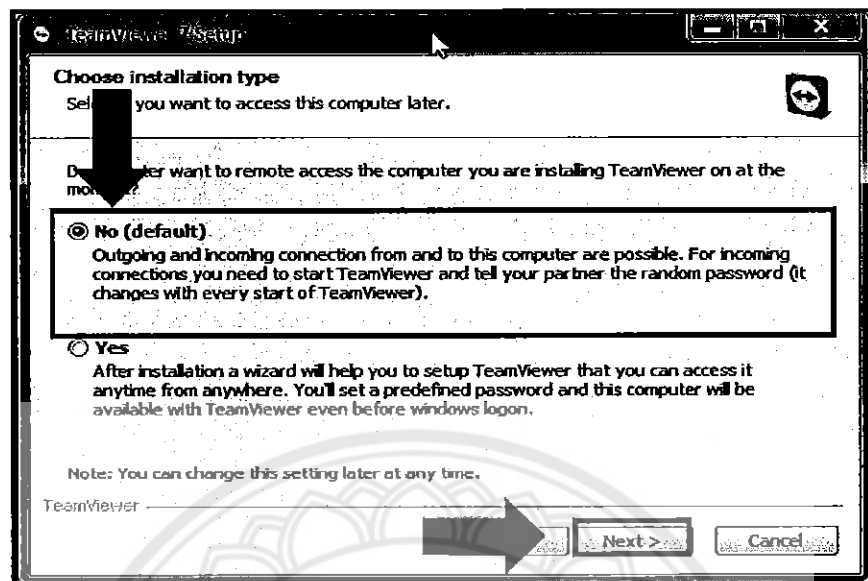 TeamViewer 7 Setup
Choose installation type
you want to access this computer later.
want to remote access the computer you are installing TeamViewer on at the
No (default)
Outgoing and incoming connection from and to this computer are possible. For incoming
connections you need to start TeamViewer and tell your partner the random password (it
changes with every start of TeamViewer).
Yes
After installation a wizard will help you to setup TeamViewer that you can access it
anytime from anywhere. You'll set a predefined password and this computer will be
available with TeamViewer even before windows logon.
Note: You can change this setting later at any time.
TeamViewer
Next >
Cancel